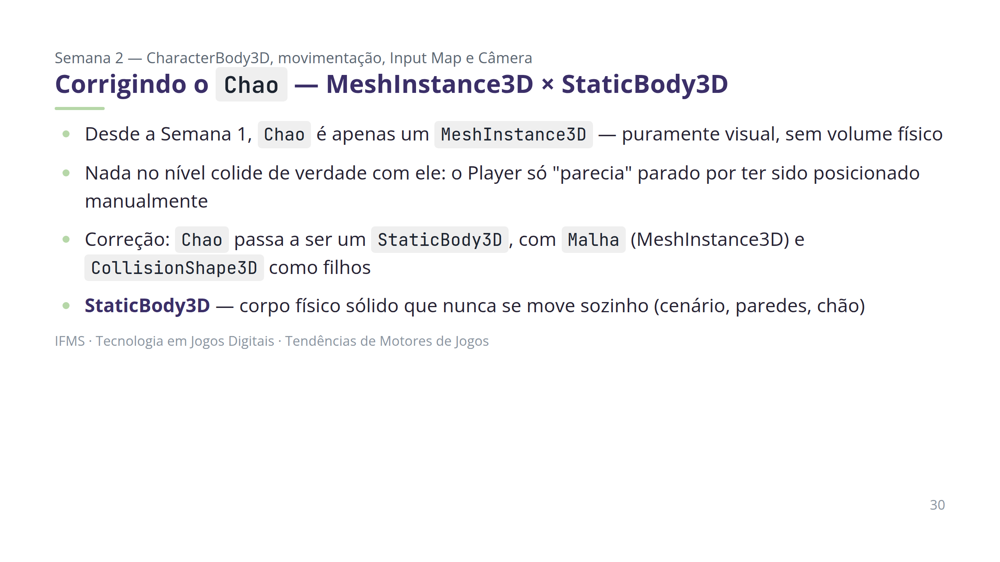 Semana 2 — CharacterBody3D, movimentação, Input Map e Câmera
Corrigindo o Chao — MeshInstance3D × StaticBody3D
Desde a Semana 1, Chao é apenas um MeshInstance3D — puramente visual, sem volume físico
Nada no nível colide de verdade com ele: o Player só "parecia" parado por ter sido posicionado
manualmente
Correção: Chao passa a ser um StaticBody3D, com Malha (MeshInstance3D) e
CollisionShape3D como filhos
StaticBody3D — corpo físico sólido que nunca se move sozinho (cenário, paredes, chão)
IFMS · Tecnologia em Jogos Digitais · Tendências de Motores de Jogos
30